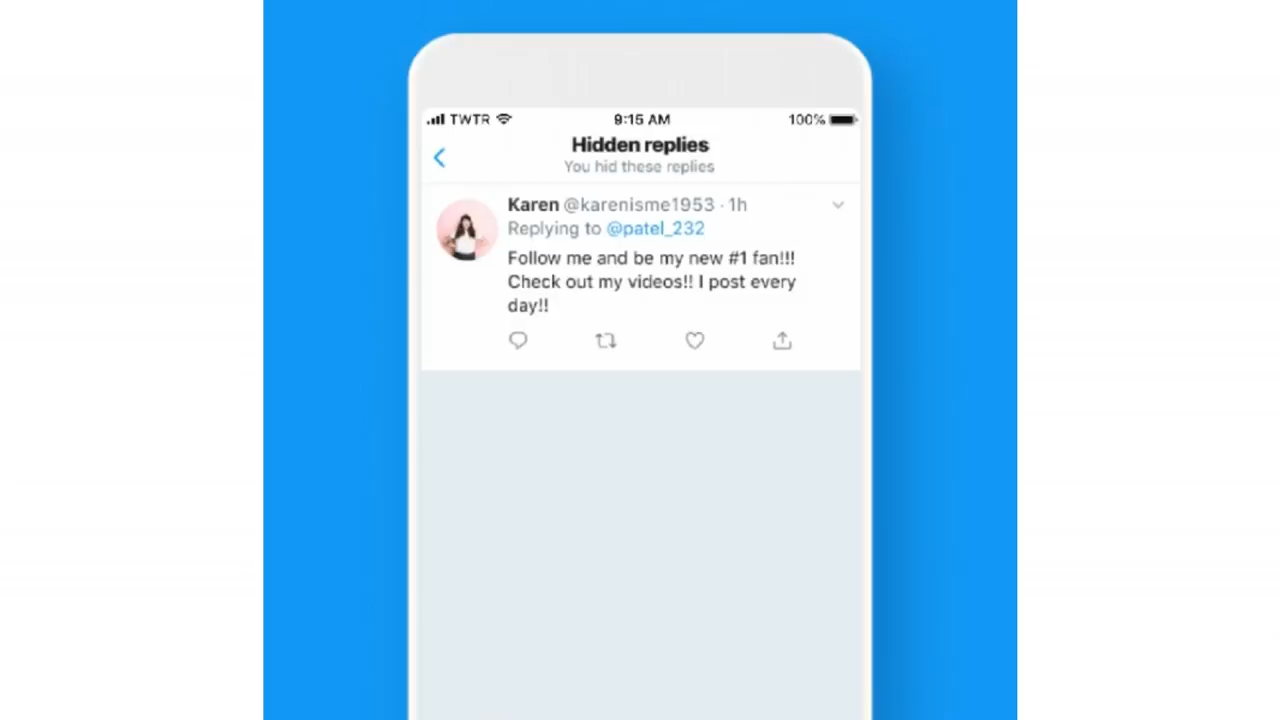 TWTR 9:15 AM 100%
Hidden replies
You hid these replies
Karen @karenisme1953 · 1h
Replying to @patel_232
Follow me and be my new #1 fan!!!
Check out my videos!! I post every
day!!